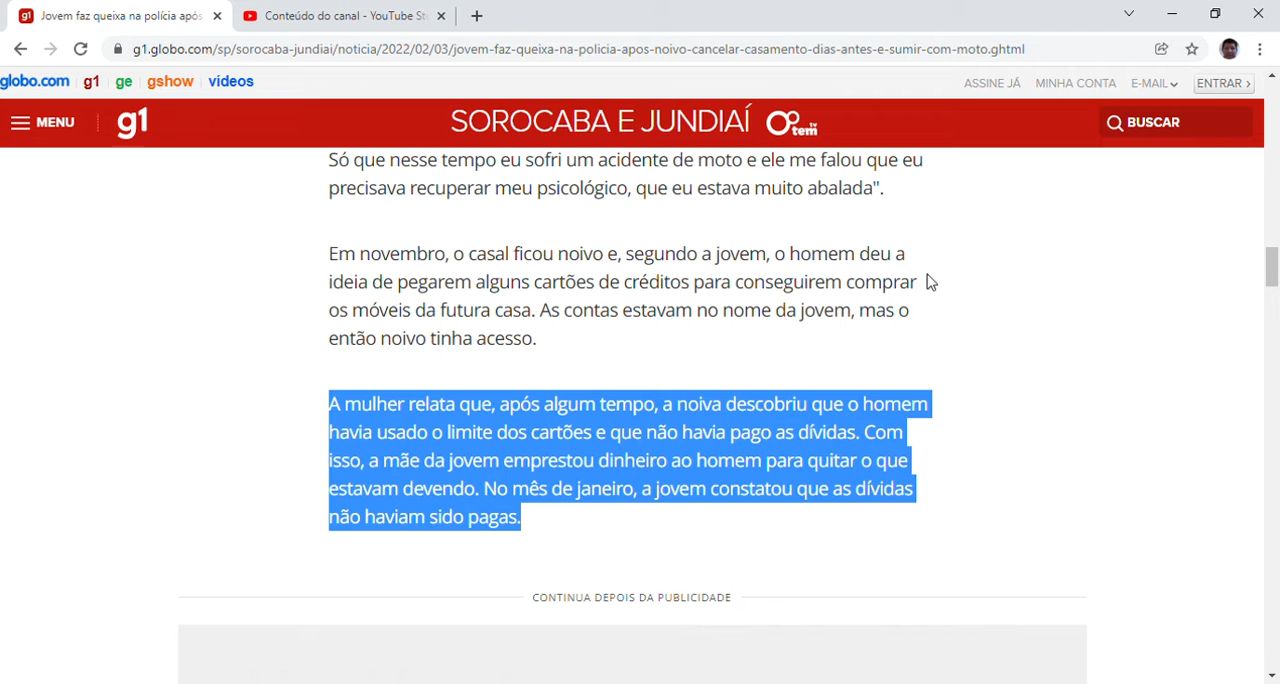 Jovem faz queixa na polícia após
Conteúdo do canal - YouTube St
g1.globo.com/sp/sorocaba-jundiai/noticia/2022/02/03/jovem-faz-queixa-na-policia-apos-noivo-cancelar-casamento-dias-antes-e-sumir-com-moto.ghtml
globo.com g1 ge gshow vídeos
ASSINE JÁ MINHA CONTA E-MAIL ENTRAR ›
MENU g1 SOROCABA E JUNDIAÍ tv tem BUSCAR
Só que nesse tempo eu sofri um acidente de moto e ele me falou que eu
precisava recuperar meu psicológico, que eu estava muito abalada".
Em novembro, o casal ficou noivo e, segundo a jovem, o homem deu a
ideia de pegarem alguns cartões de créditos para conseguirem comprar
os móveis da futura casa. As contas estavam no nome da jovem, mas o
então noivo tinha acesso.
A mulher relata que, após algum tempo, a noiva descobriu que o homem
havia usado o limite dos cartões e que não havia pago as dívidas. Com
isso, a mãe da jovem emprestou dinheiro ao homem para quitar o que
estavam devendo. No mês de janeiro, a jovem constatou que as dívidas
não haviam sido pagas.
CONTINUA DEPOIS DA PUBLICIDADE